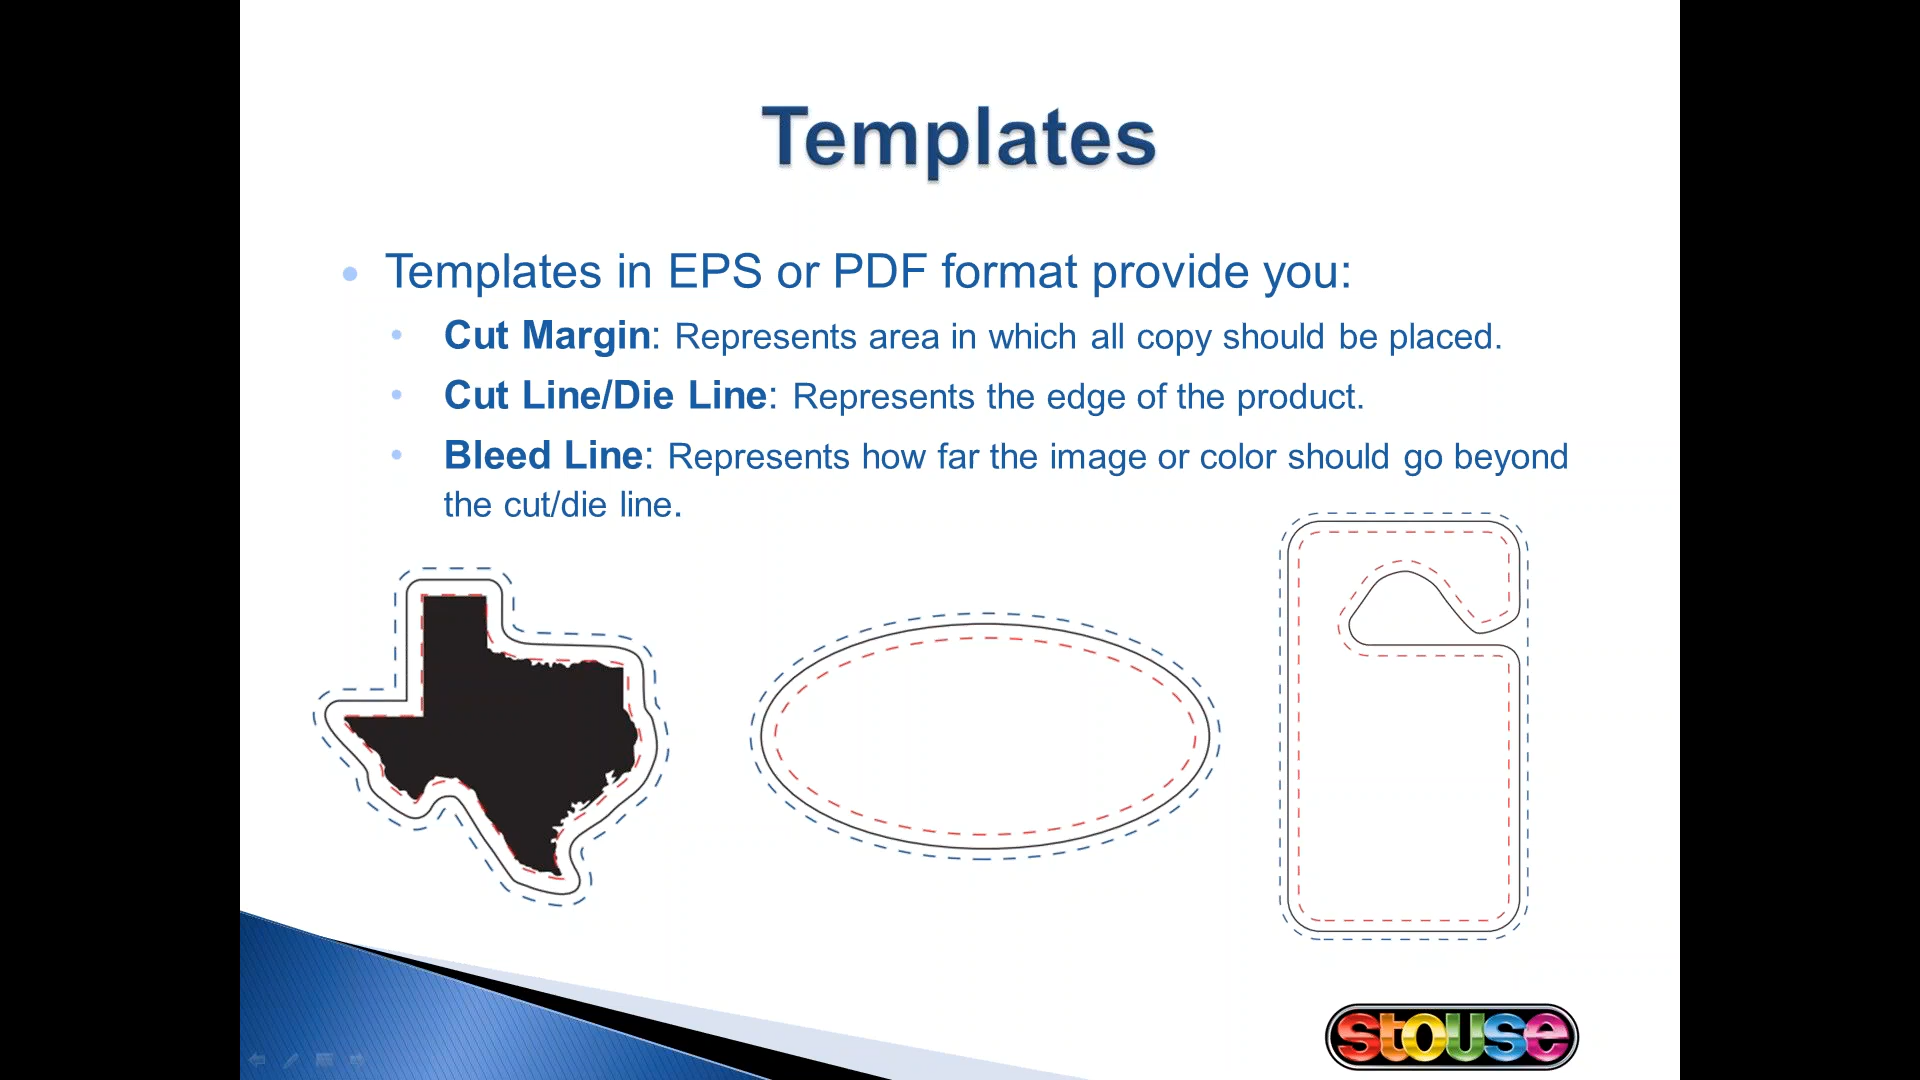 Templates
• Templates in EPS or PDF format provide you:
• Cut Margin: Represents area in which all copy should be placed.
• Cut Line/Die Line: Represents the edge of the product.
• Bleed Line: Represents how far the image or color should go beyond
the cut/die line.
stouse